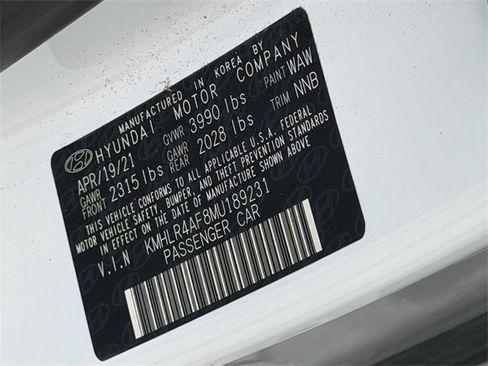 MANUFACTURED IN KOREA BY
HYUNDAI MOTOR COMPANY
APR/19/21 GVWR 3990 lbs PAINT WAW
GAWR FRONT 2315 lbs GAWR REAR 2028 lbs TRIM NNB
THIS VEHICLE CONFORMS TO ALL APPLICABLE U.S.A. FEDERAL
MOTOR VEHICLE SAFETY, BUMPER, AND THEFT PREVENTION STANDARDS
IN EFFECT ON THE DATE OF MANUFACTURE SHOWN ABOVE
V.I.N KMHLR4AF8MU189231
PASSENGER CAR